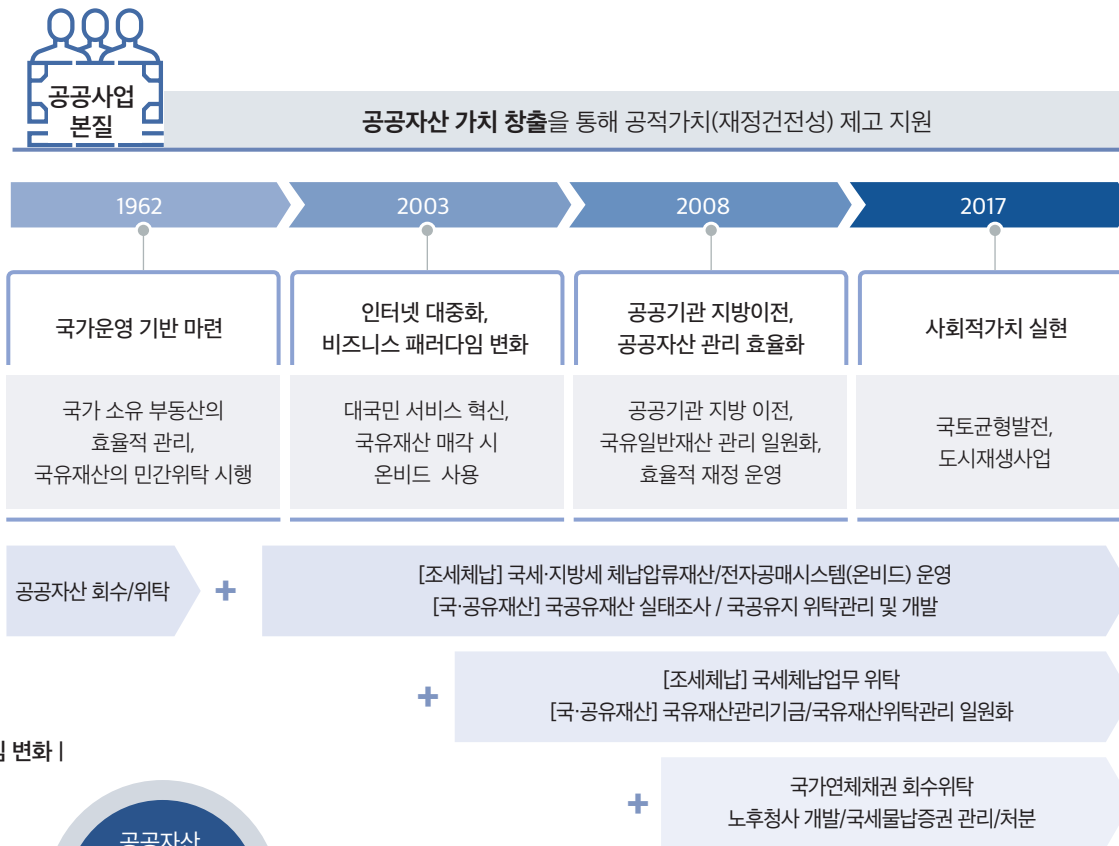 공공사업
본질
공공자산 가치 창출을 통해 공적가치(재정건전성) 제고 지원
1962
2003
2008
2017
국가운영 기반 마련
인터넷 대중화,
비즈니스 패러다임 변화
공공기관 지방이전,
공공자산 관리 효율화
사회적가치 실현
국가 소유 부동산의
효율적 관리,
국유재산의 민간위탁 시행
대국민 서비스 혁신,
국유재산 매각 시
온비드 사용
공공기관 지방 이전,
국유일반재산 관리 일원화,
효율적 재정 운영
국토균형발전,
도시재생사업
공공자산 회수/위탁
+
[조세체납] 국세·지방세 체납압류재산/전자공매시스템(온비드) 운영
[국·공유재산] 국공유재산 실태조사 / 국공유지 위탁관리 및 개발
+
[조세체납] 국세체납업무 위탁
[국·공유재산] 국유재산관리기금/국유재산위탁관리 일원화
+
국가연체채권 회수위탁
노후청사 개발/국세물납증권 관리/처분
변화 |
공공자산